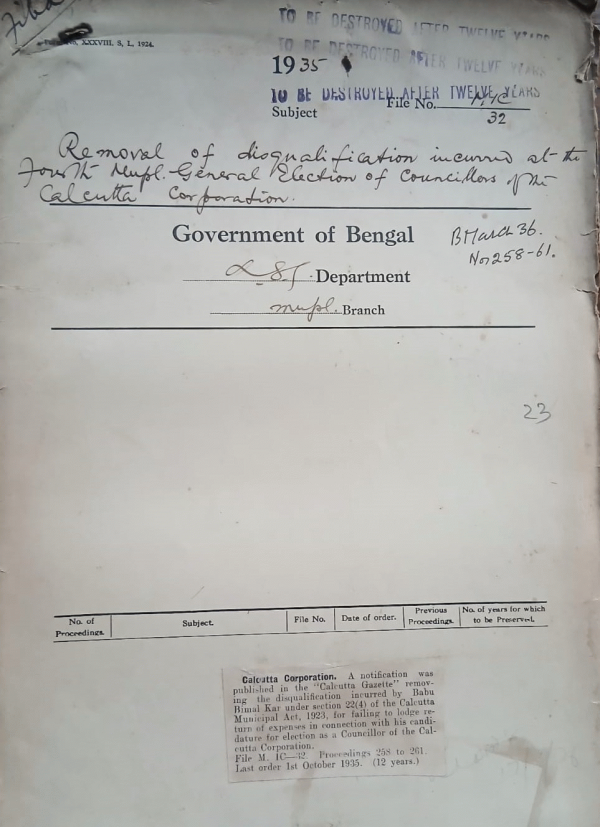 XXXVIII. S, L, 1924.
TO BE DESTROYED AFTER TWELVE YEARS
TO BE DESTROYED AFTER TWELVE YEARS
1935
TO BE DESTROYED AFTER TWELVE YEARS
File No.
32
Subject
Removal of disqualification incurred at the
Fourth Mupl. General Election of Councillors of the
Calcutta Corporation.
Government of Bengal
B March 36.
Nos 258-61.
Department
Mupl. Branch
23
No. of Proceedings.
Subject.
File No.
Date of order.
Previous Proceedings.
No. of years for which to be Preserved.
Calcutta Corporation. A notification was
published in the "Calcutta Gazette" remov-
ing the disqualification incurred by Babu
Bimal Kar under section 22(4) of the Calcutta
Municipal Act, 1923, for failing to lodge re-
turn of expenses in connection with his candi-
dature for election as a Councillor of the Cal-
cutta Corporation.
File M. 1C—32. Proceedings 258 to 261.
Last order 1st October 1935. (12 years.)